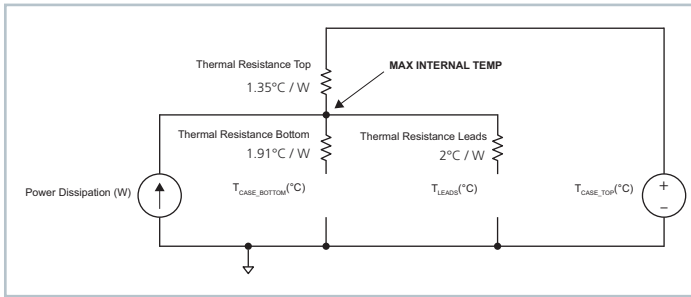 Thermal Resistance Top
1.35°C / W
MAX INTERNAL TEMP
Thermal Resistance Bottom
1.91°C / W
Thermal Resistance Leads
2°C / W
Power Dissipation (W)
T_CASE_BOTTOM(°C)
T_LEADS(°C)
T_CASE_TOP(°C)
+
–